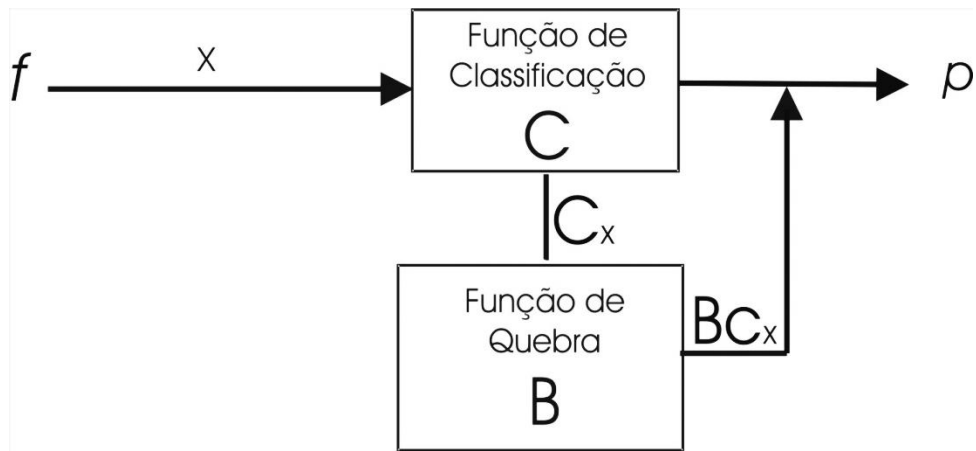 f
X
Função de
Classificação
C
p
Cx
Função de
Quebra
B
Bcx